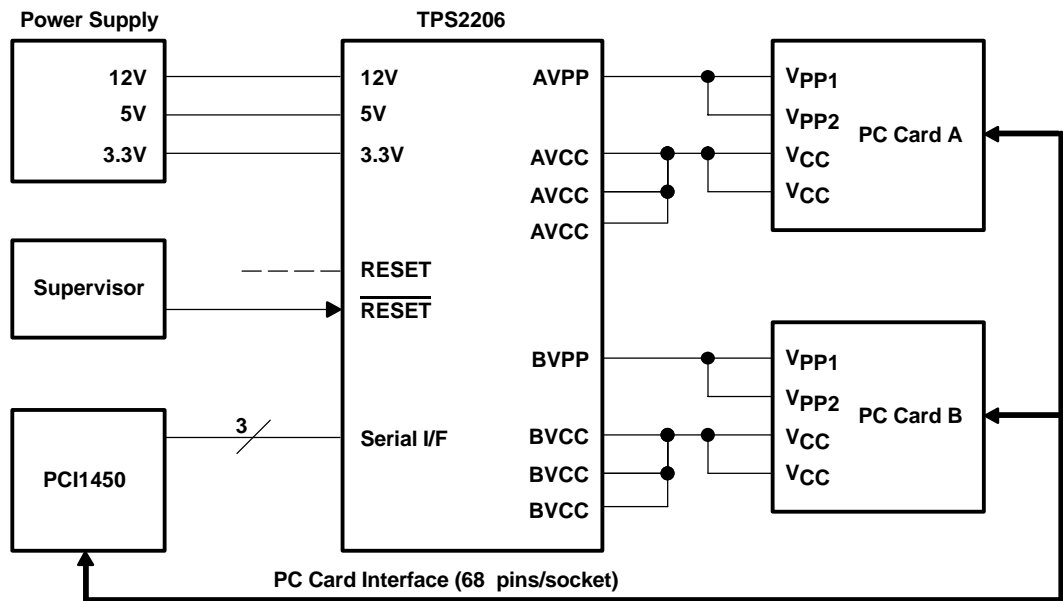 Power Supply
12V
5V
3.3V
Supervisor
PCI1450
3
TPS2206
12V
5V
3.3V
RESET
RESET
Serial I/F
AVPP
AVCC
AVCC
AVCC
BVPP
BVCC
BVCC
BVCC
VPP1
VPP2
VCC
VCC
PC Card A
VPP1
VPP2
VCC
VCC
PC Card B
PC Card Interface (68 pins/socket)